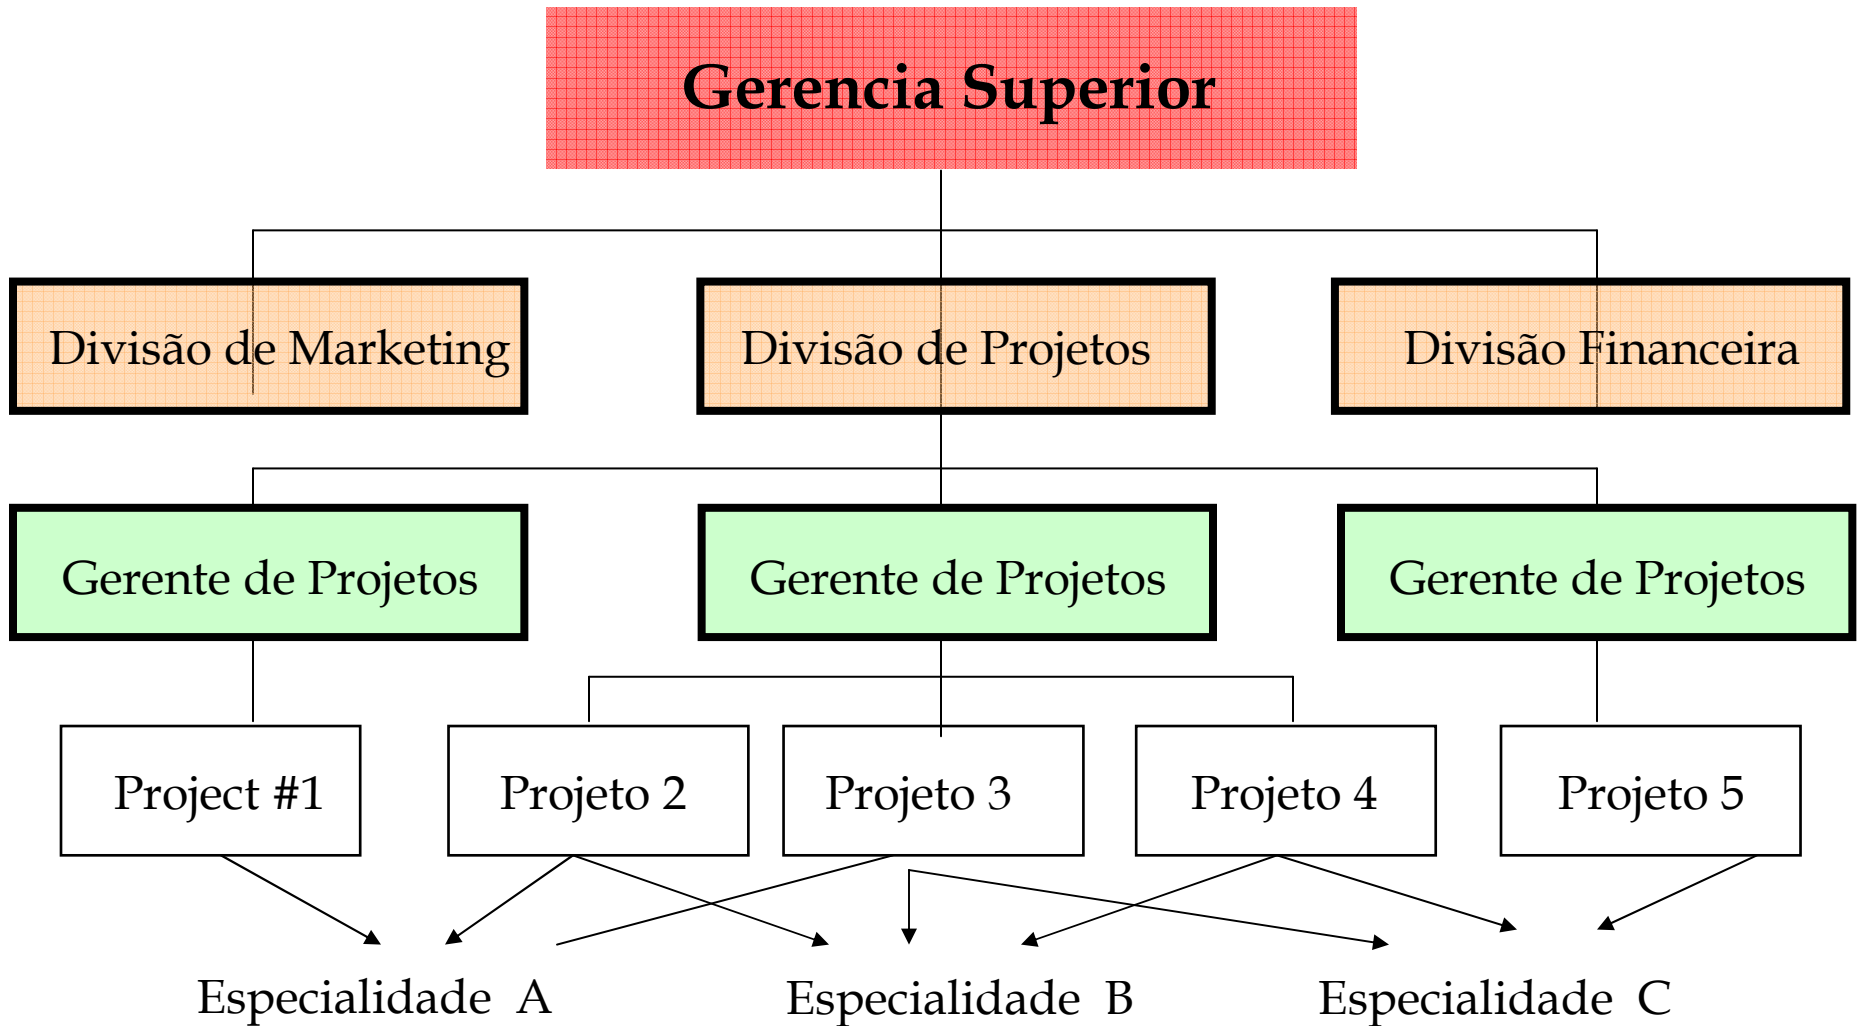 Gerencia Superior
Divisão de Marketing
Divisão de Projetos
Divisão Financeira
Gerente de Projetos
Gerente de Projetos
Gerente de Projetos
Project #1
Projeto 2
Projeto 3
Projeto 4
Projeto 5
Especialidade A
Especialidade B
Especialidade C